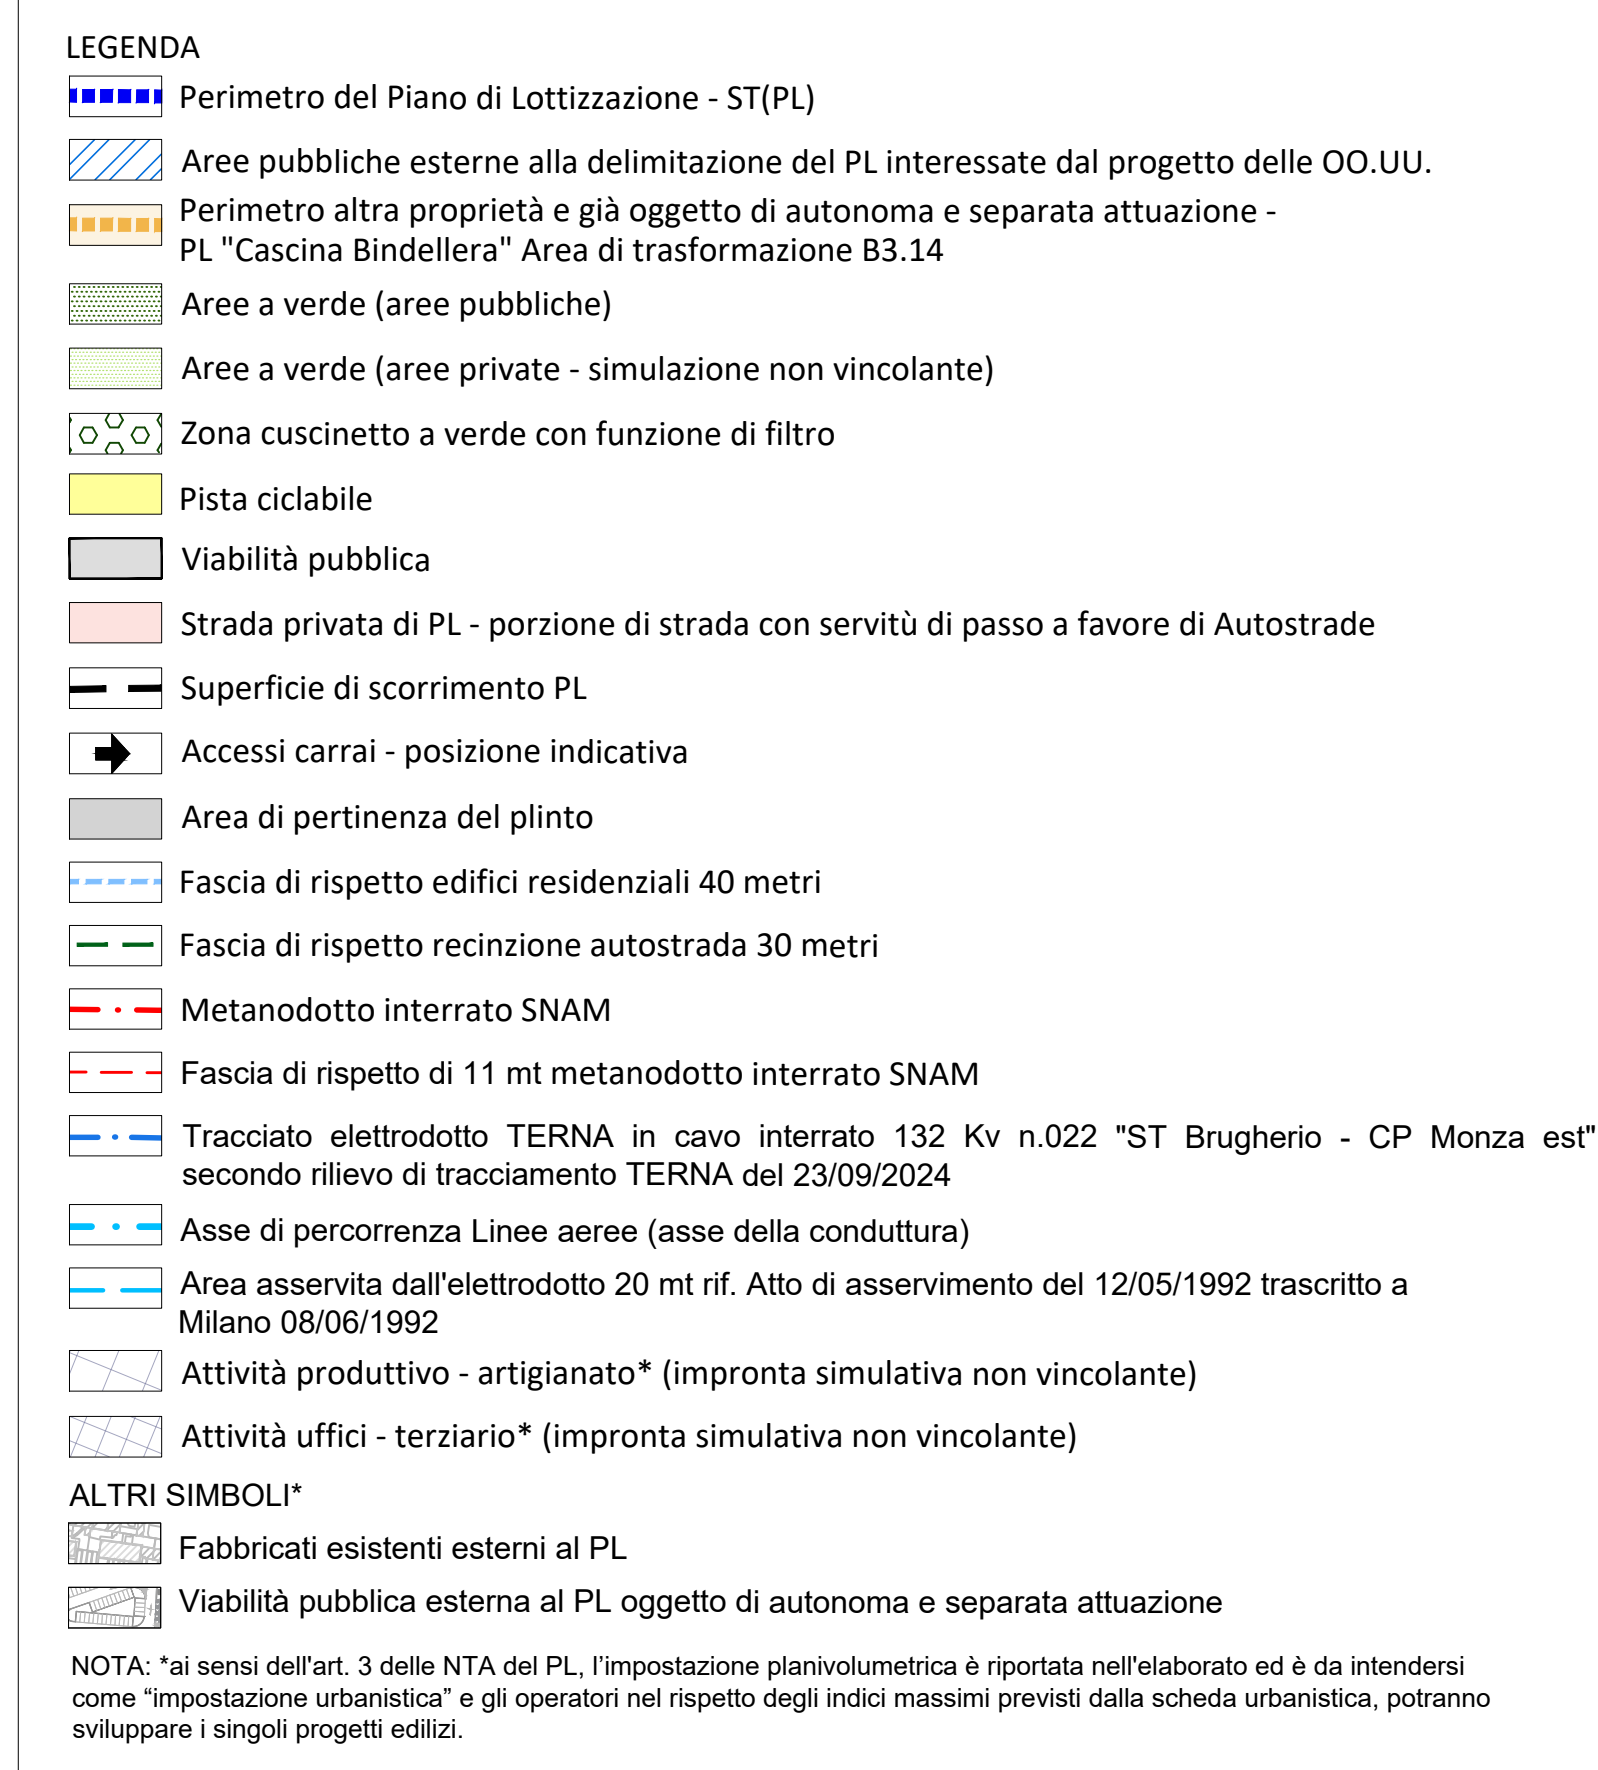 LEGENDA
Perimetro del Piano di Lottizzazione - ST(PL)
Aree pubbliche esterne alla delimitazione del PL interessate dal progetto delle OO.UU.
Perimetro altra proprietà e già oggetto di autonoma e separata attuazione -
PL "Cascina Bindellera" Area di trasformazione B3.14
Aree a verde (aree pubbliche)
Aree a verde (aree private - simulazione non vincolante)
Zona cuscinetto a verde con funzione di filtro
Pista ciclabile
Viabilità pubblica
Strada privata di PL - porzione di strada con servitù di passo a favore di Autostrade
Superficie di scorrimento PL
Accessi carrai - posizione indicativa
Area di pertinenza del plinto
Fascia di rispetto edifici residenziali 40 metri
Fascia di rispetto recinzione autostrada 30 metri
Metanodotto interrato SNAM
Fascia di rispetto di 11 mt metanodotto interrato SNAM
Tracciato elettrodotto TERNA in cavo interrato 132 Kv n.022 "ST Brugherio - CP Monza est"
secondo rilievo di tracciamento TERNA del 23/09/2024
Asse di percorrenza Linee aeree (asse della conduttura)
Area asservita dall'elettrodotto 20 mt rif. Atto di asservimento del 12/05/1992 trascritto a
Milano 08/06/1992
Attività produttivo - artigianato* (impronta simulativa non vincolante)
Attività uffici - terziario* (impronta simulativa non vincolante)
ALTRI SIMBOLI*
Fabbricati esistenti esterni al PL
Viabilità pubblica esterna al PL oggetto di autonoma e separata attuazione
NOTA: *ai sensi dell'art. 3 delle NTA del PL, l’impostazione planivolumetrica è riportata nell'elaborato ed è da intendersi
come “impostazione urbanistica” e gli operatori nel rispetto degli indici massimi previsti dalla scheda urbanistica, potranno
sviluppare i singoli progetti edilizi.